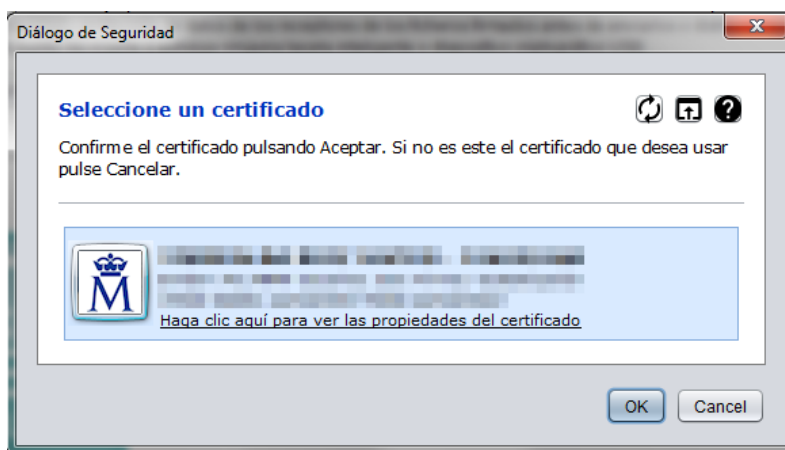 Diálogo de Seguridad
Seleccione un certificado
Confirme el certificado pulsando Aceptar. Si no es este el certificado que desea usar
pulse Cancelar.
M
Haga clic aquí para ver las propiedades del certificado
OK
Cancel